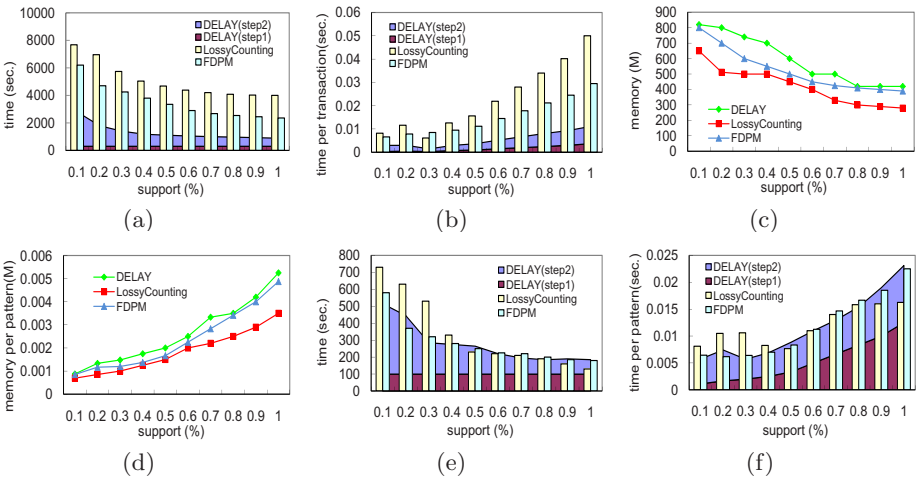 time (sec.)
10000
8000
6000
4000
2000
0
DELAY(step2)
DELAY(step1)
LossyCounting
FDPM
0.1 0.2 0.3 0.4 0.5 0.6 0.7 0.8 0.9 1
support (%)
(a)
time per transaction(sec.)
0.06
0.05
0.04
0.03
0.02
0.01
0
DELAY(step2)
DELAY(step1)
LossyCounting
FDPM
0.1 0.2 0.3 0.4 0.5 0.6 0.7 0.8 0.9 1
support (%)
(b)
memory (M)
900
800
700
600
500
400
300
200
100
0
DELAY
LossyCounting
FDPM
0.1 0.2 0.3 0.4 0.5 0.6 0.7 0.8 0.9 1
support (%)
(c)
memory per pattern(M)
0.006
0.005
0.004
0.003
0.002
0.001
0
DELAY
LossyCounting
FDPM
0.1 0.2 0.3 0.4 0.5 0.6 0.7 0.8 0.9 1
support (%)
(d)
time (sec.)
800
700
600
500
400
300
200
100
0
DELAY(step2)
DELAY(step1)
LossyCounting
FDPM
0.1 0.2 0.3 0.4 0.5 0.6 0.7 0.8 0.9 1
support (%)
(e)
time per pattern(sec.)
0.025
0.02
0.015
0.01
0.005
0
DELAY(step2)
DELAY(step1)
LossyCounting
FDPM
0.1 0.2 0.3 0.4 0.5 0.6 0.7 0.8 0.9 1
support (%)
(f)